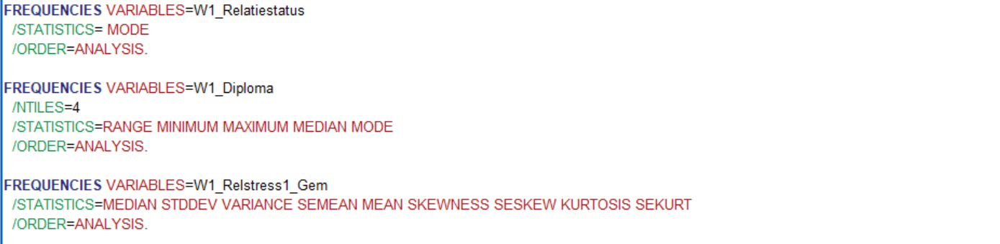 FREQUENCIES VARIABLES=W1_Relatiestatus
/STATISTICS= MODE
/ORDER=ANALYSIS.
FREQUENCIES VARIABLES=W1_Diploma
/NTILES=4
/STATISTICS=RANGE MINIMUM MAXIMUM MEDIAN MODE
/ORDER=ANALYSIS.
FREQUENCIES VARIABLES=W1_Relstress1_Gem
/STATISTICS=MEDIAN STDDEV VARIANCE SEMEAN MEAN SKEWNESS SESKEW KURTOSIS SEKURT
/ORDER=ANALYSIS.